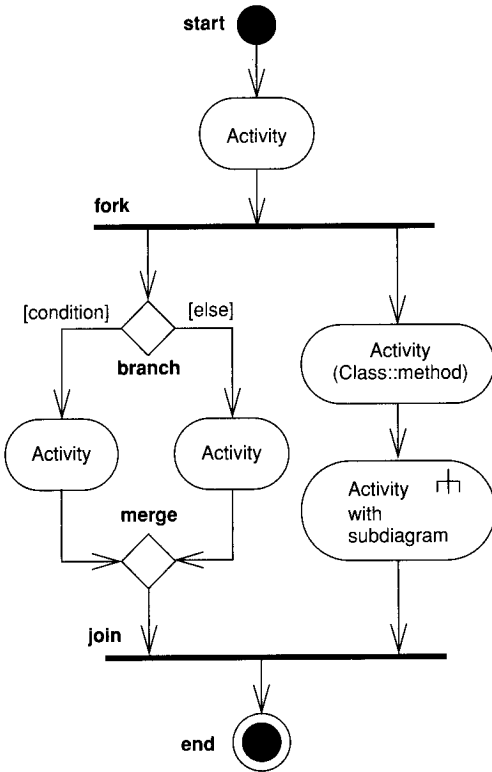 start
Activity
fork
[condition]
[else]
branch
Activity
(Class::method)
Activity
Activity
Activity
with
subdiagram
merge
join
end